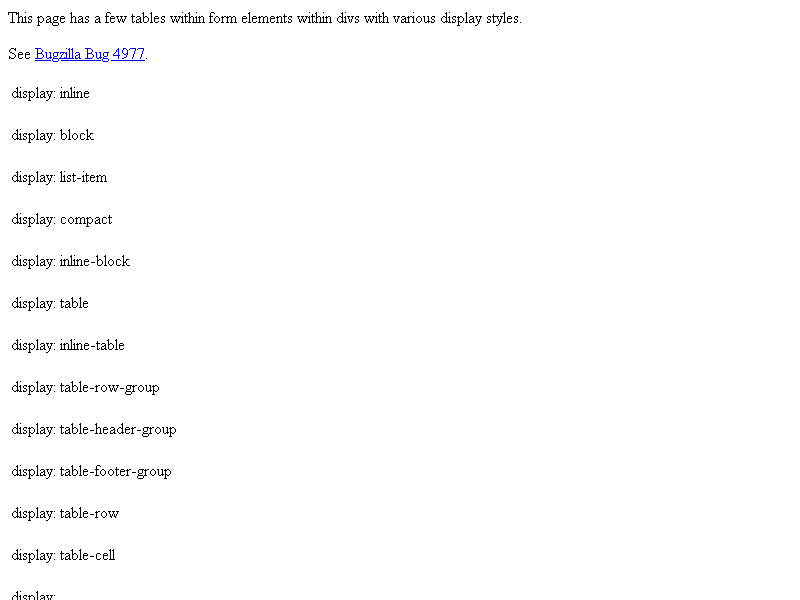 This page has a few tables within form elements within divs with various display styles.
See Bugzilla Bug 4977.
display: inline
display: block
display: list-item
display: compact
display: inline-block
display: table
display: inline-table
display: table-row-group
display: table-header-group
display: table-footer-group
display: table-row
display: table-cell
display: